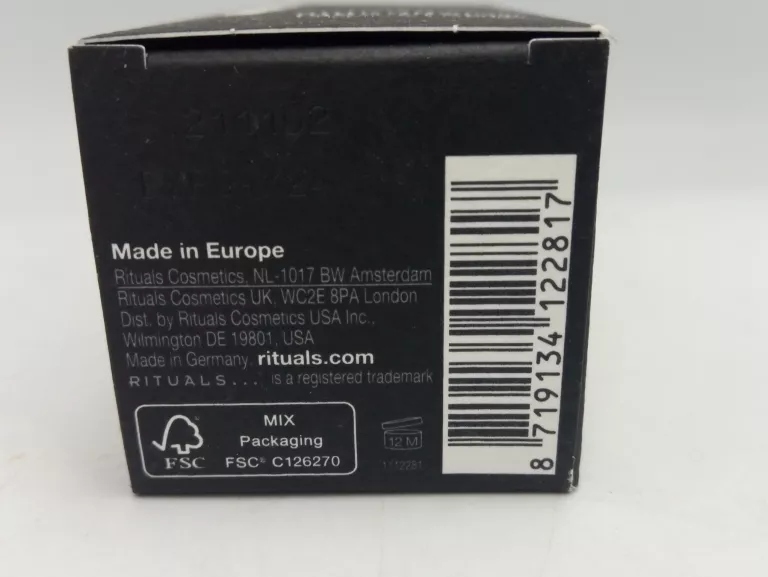 Made in Europe
Rituals Cosmetics, NL-1017 BW Amsterdam
Rituals Cosmetics UK, WC2E 8PA London
Dist. by Rituals Cosmetics USA Inc.,
Wilmington DE 19801, USA
Made in Germany. rituals.com
RITUALS... is a registered trademark
MIX
Packaging
FSC® C126270
FSC
12 M
1112281
8 719134 122817